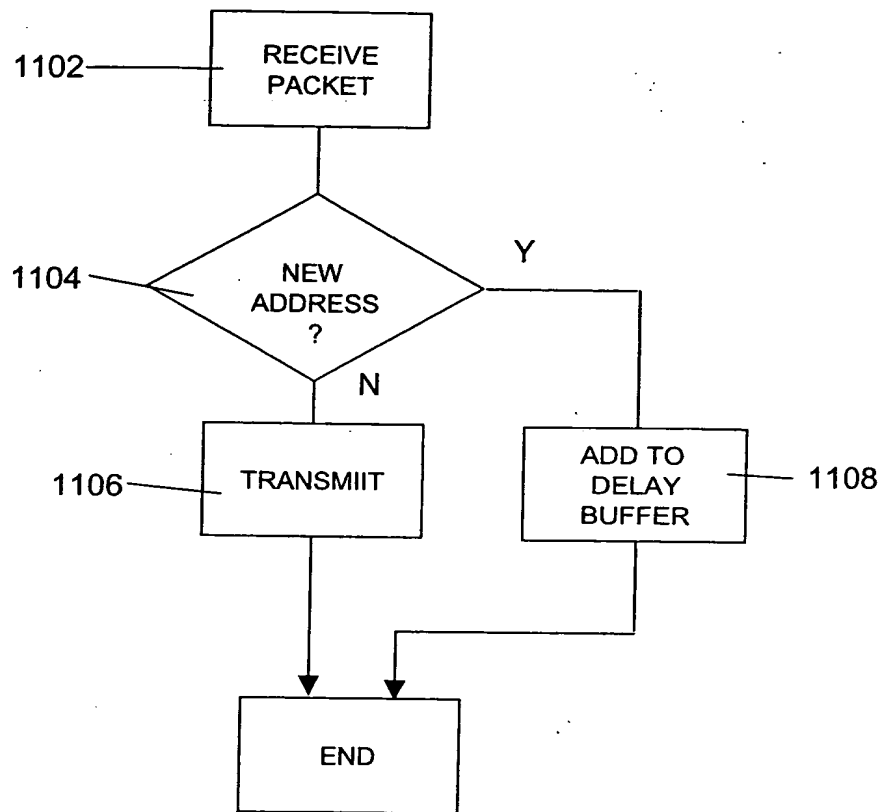 1102
RECEIVE
PACKET
1104
NEW
ADDRESS
?
Y
N
1106
TRANSMIIT
ADD TO
DELAY
BUFFER
1108
END